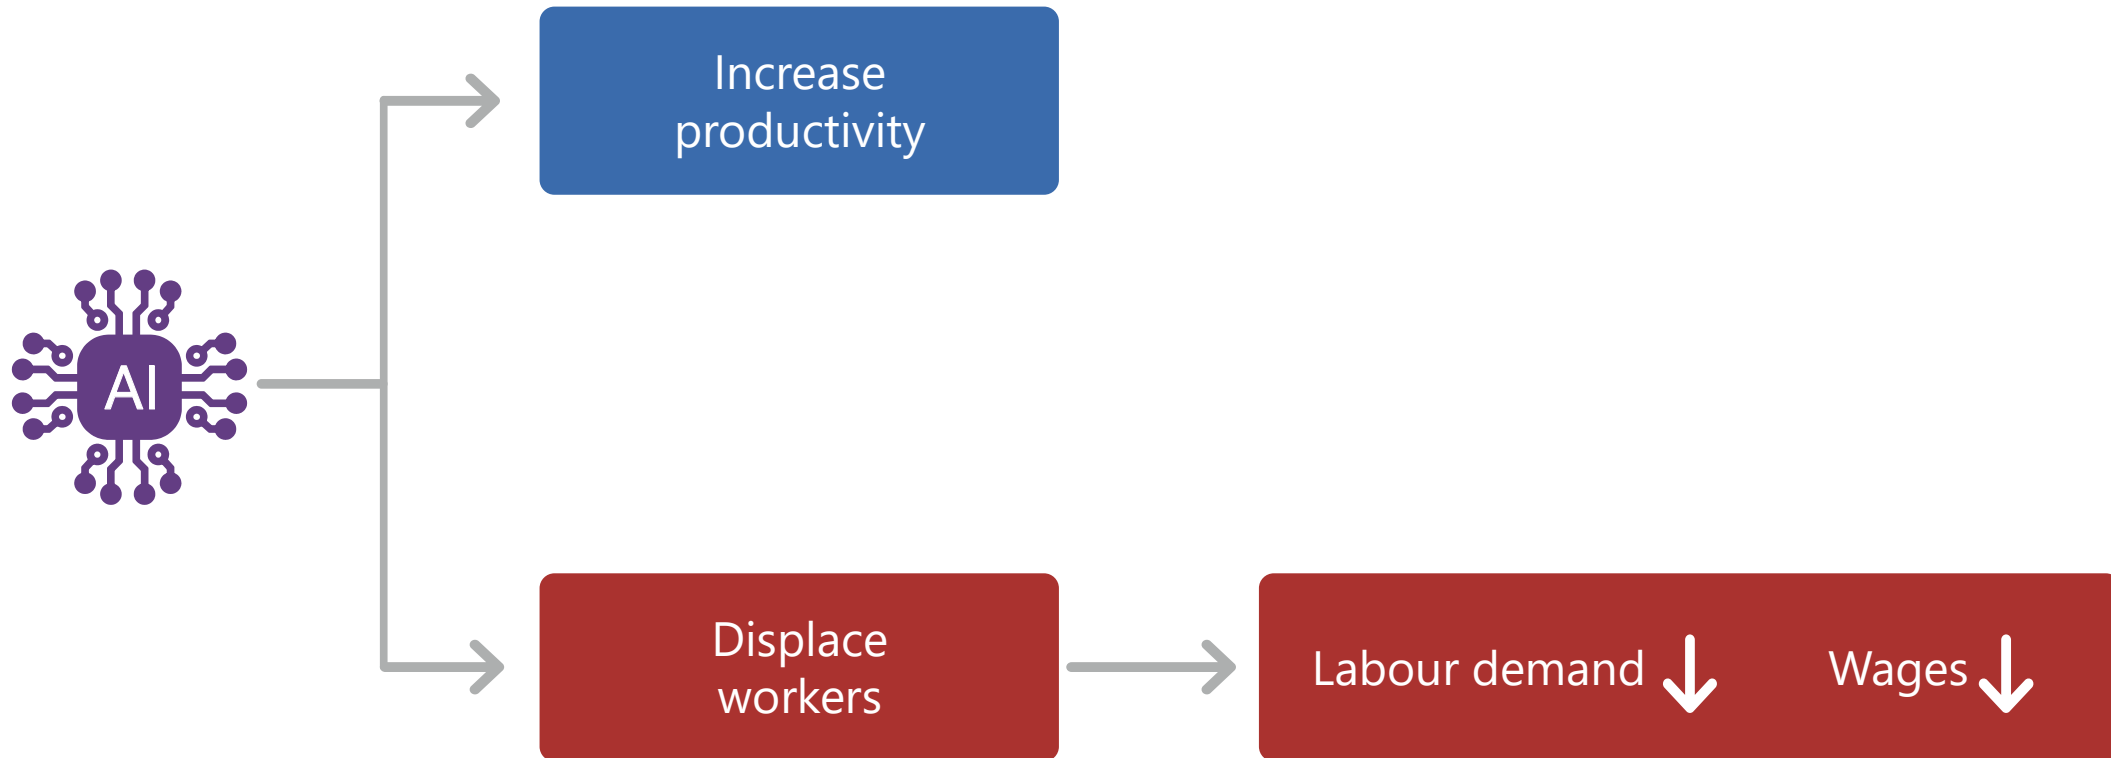 Increase
productivity
AI
Displace
workers
Labour demand ↓ Wages ↓